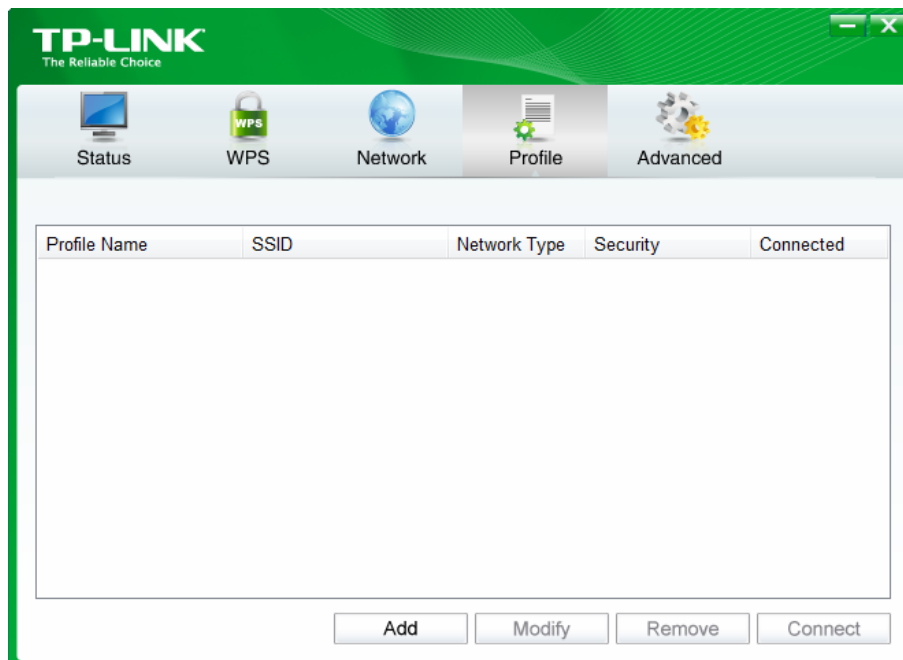 TP-LINK
The Reliable Choice
WPS
Status WPS Network Profile Advanced
Profile Name SSID Network Type Security Connected
Add Modify Remove Connect